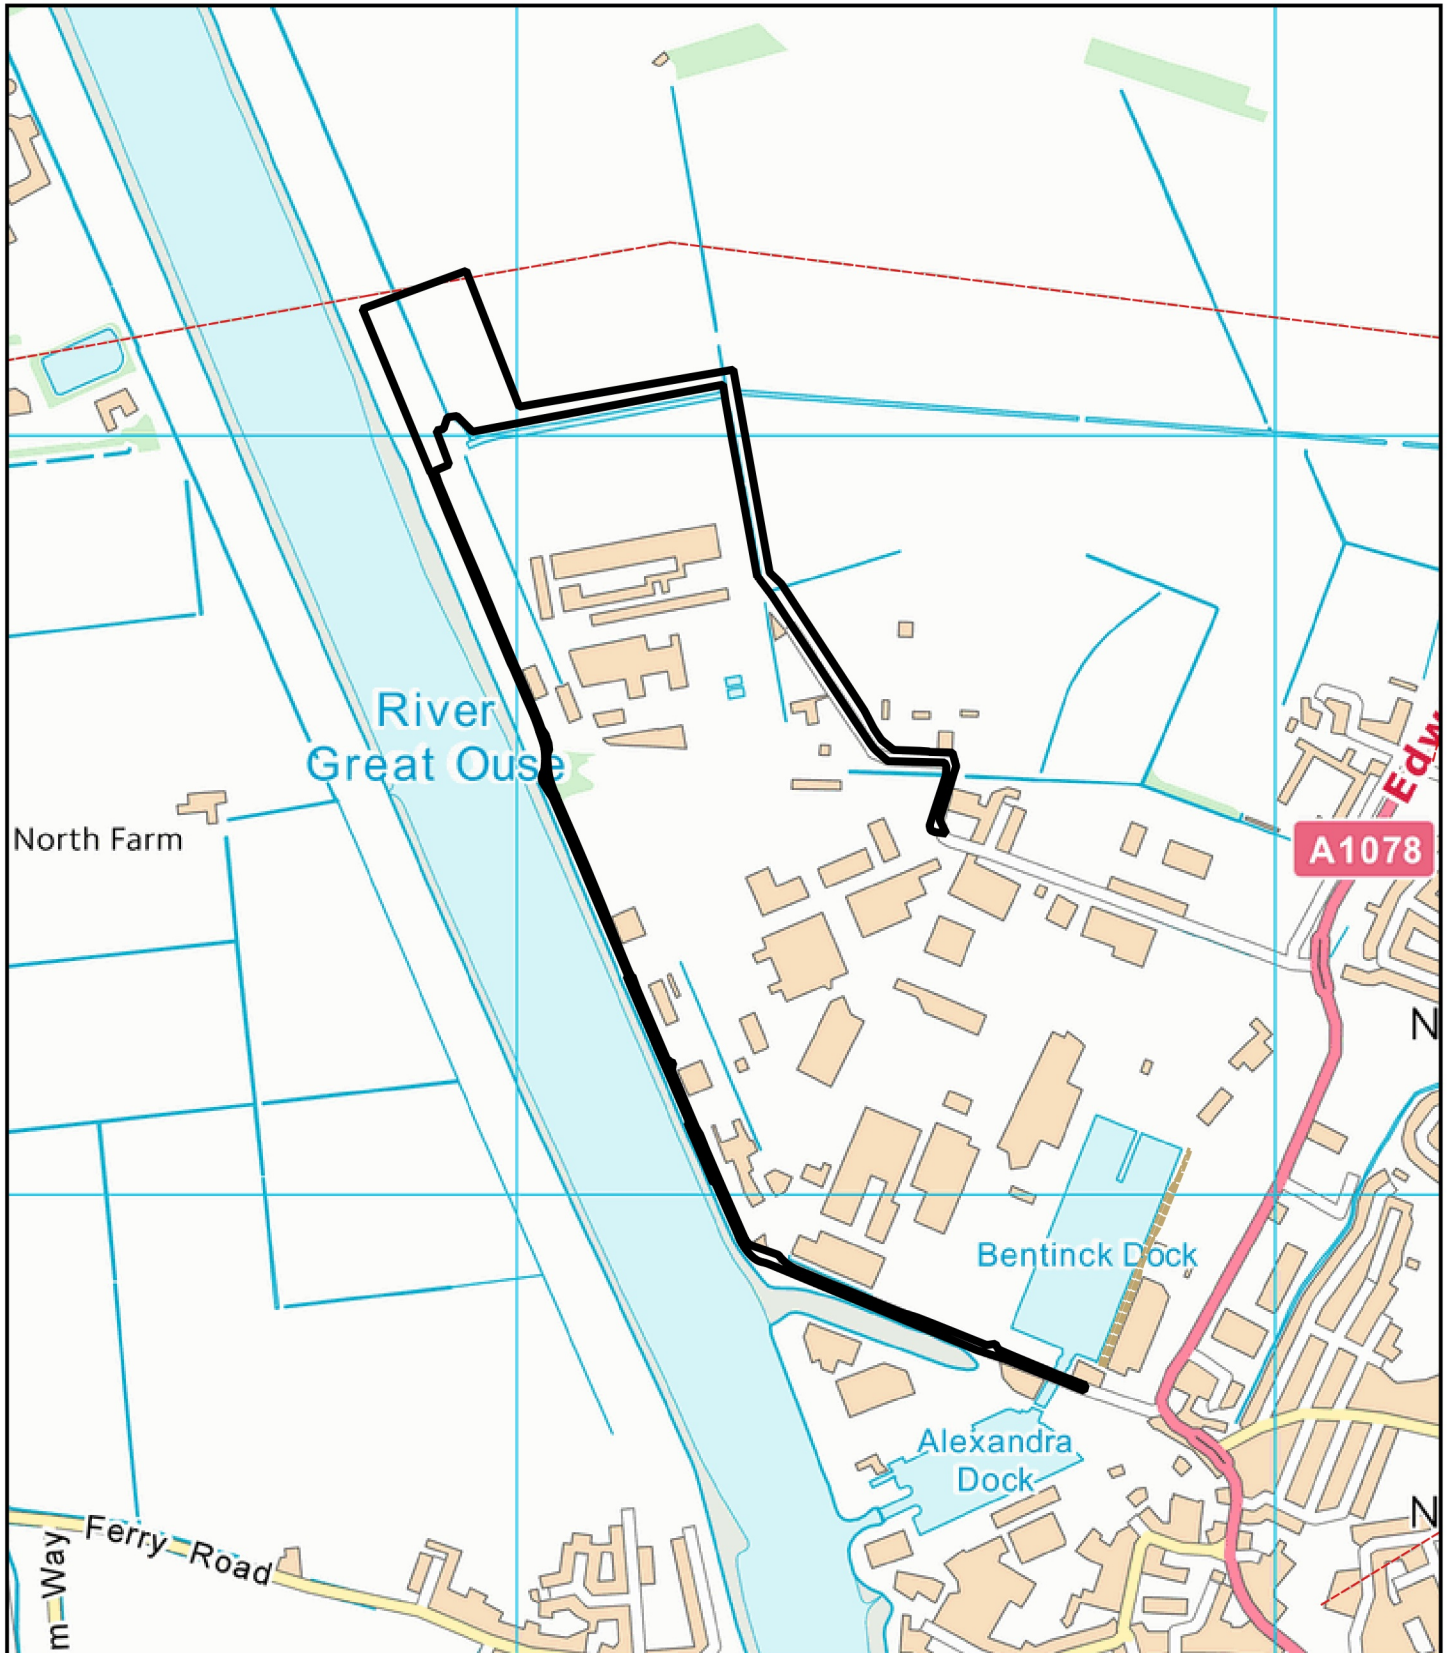 River
Great Ouse
North Farm
Edw
A1078
N
Bentinck Dock
Alexandra
Dock
N
Ferry Road
m Way